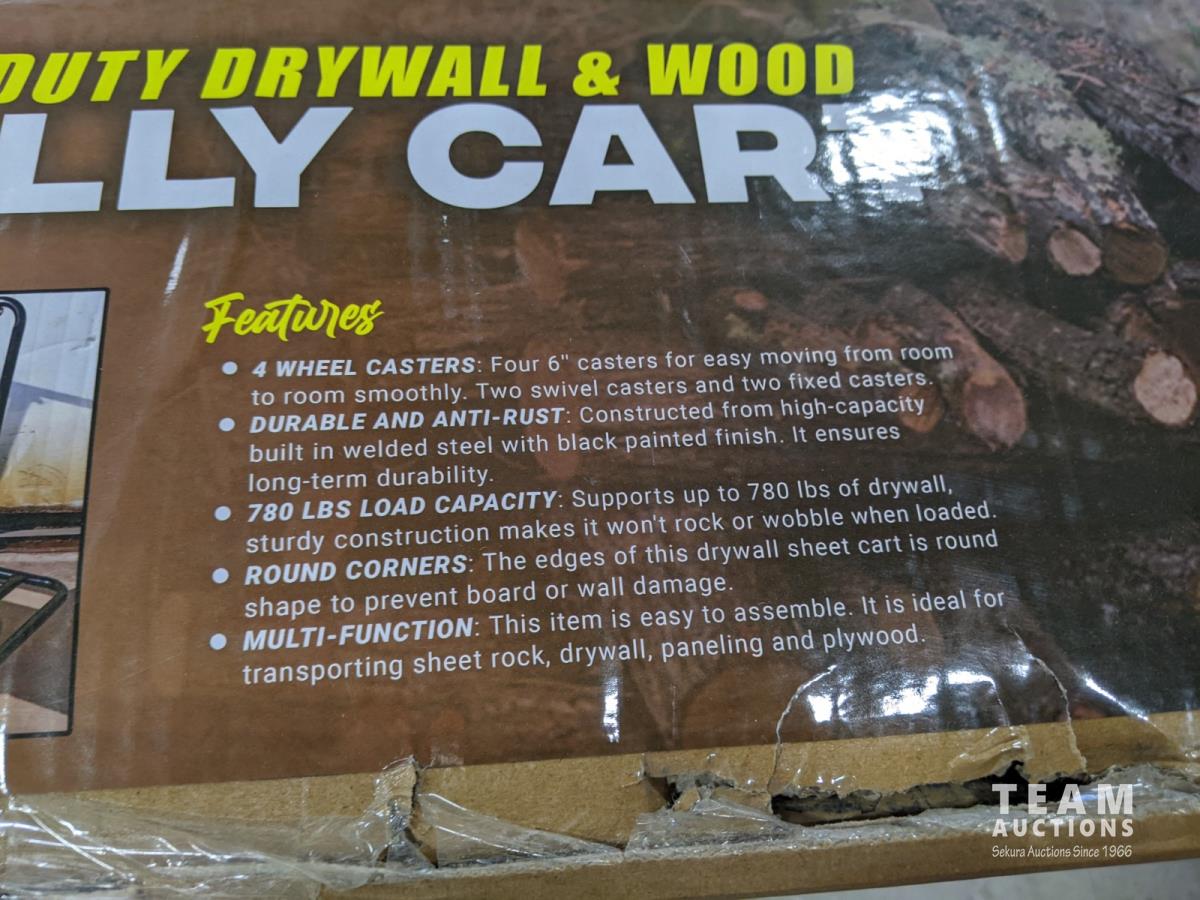 DUTY DRYWALL & WOOD
LLY CART
Features
• 4 WHEEL CASTERS: Four 6" casters for easy moving from room
to room smoothly. Two swivel casters and two fixed casters.
• DURABLE AND ANTI-RUST: Constructed from high-capacity
built in welded steel with black painted finish. It ensures
long-term durability.
• 780 LBS LOAD CAPACITY: Supports up to 780 lbs of drywall,
sturdy construction makes it won't rock or wobble when loaded.
• ROUND CORNERS: The edges of this drywall sheet cart is round
shape to prevent board or wall damage.
• MULTI-FUNCTION: This item is easy to assemble. It is ideal for
transporting sheet rock, drywall, paneling and plywood.
TEAM
AUCTIONS
Sekura Auctions Since 1966